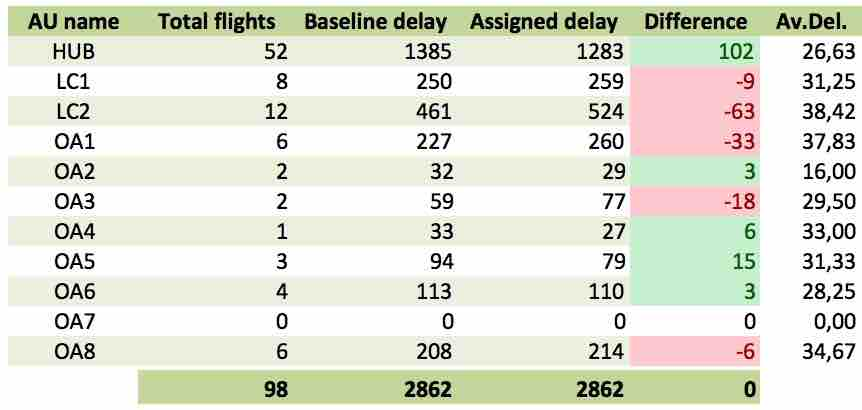 AU name Total flights Baseline delay Assigned delay Difference Av.Del.
HUB 52 1385 1283 102 26,63
LC1 8 250 259 -9 31,25
LC2 12 461 524 -63 38,42
OA1 6 227 260 -33 37,83
OA2 2 32 29 3 16,00
OA3 2 59 77 -18 29,50
OA4 1 33 27 6 33,00
OA5 3 94 79 15 31,33
OA6 4 113 110 3 28,25
OA7 0 0 0 0 0,00
OA8 6 208 214 -6 34,67
98 2862 2862 0